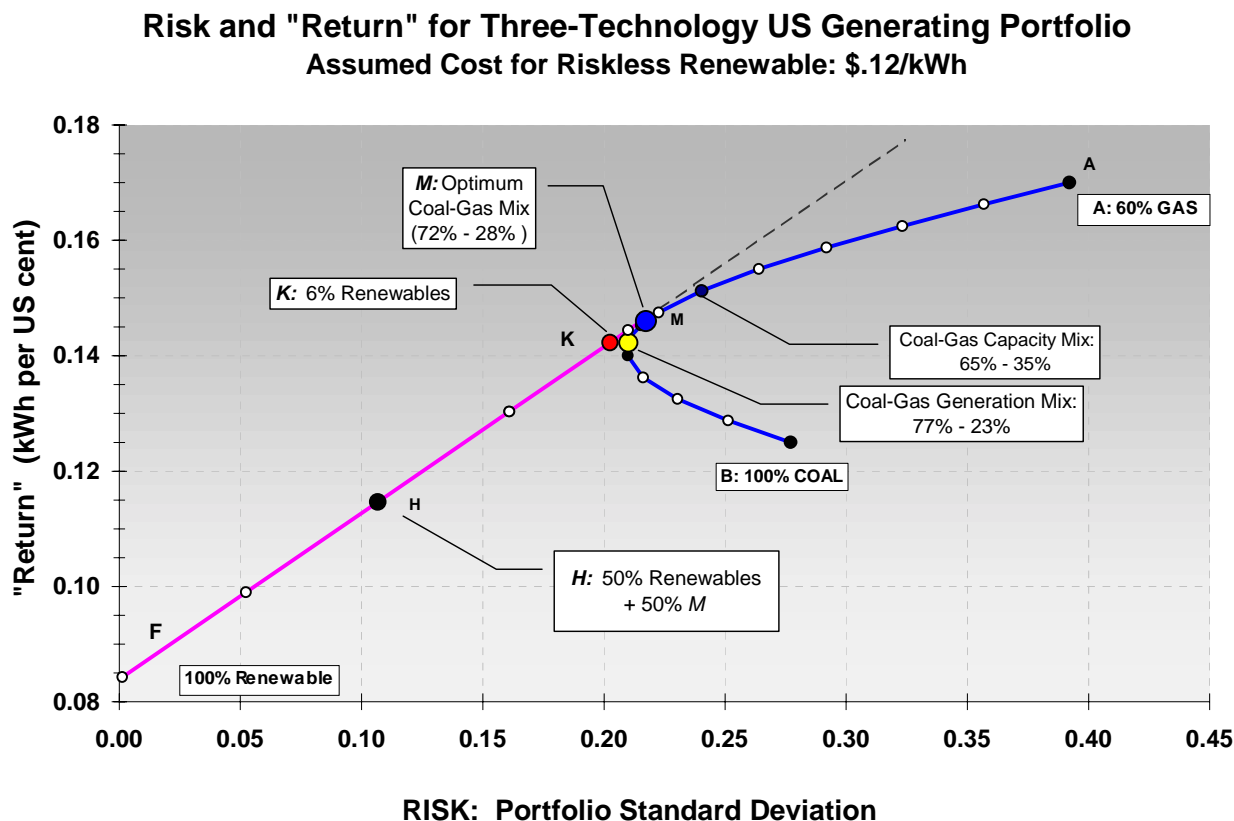 Risk and "Return" for Three-Technology US Generating Portfolio
Assumed Cost for Riskless Renewable: $.12/kWh
"Return" (kWh per US cent)
0.18
0.16
0.14
0.12
0.10
0.08
M: Optimum
Coal-Gas Mix
(72% - 28% )
A
A: 60% GAS
K: 6% Renewables
K
M
Coal-Gas Capacity Mix:
65% - 35%
Coal-Gas Generation Mix:
77% - 23%
B: 100% COAL
H
H: 50% Renewables
+ 50% M
F
100% Renewable
0.00 0.05 0.10 0.15 0.20 0.25 0.30 0.35 0.40 0.45
RISK: Portfolio Standard Deviation